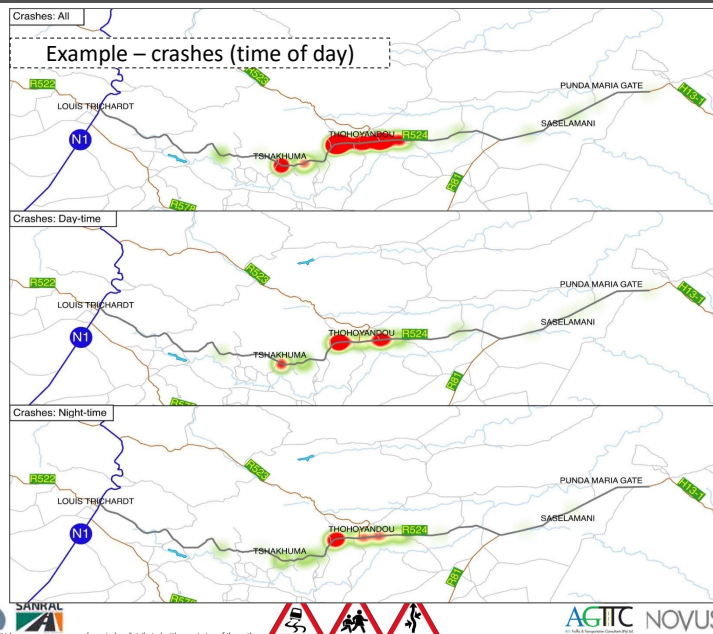 Crashes: All
Example – crashes (time of day)
R522
R523
LOUIS TRICHARDT
PUNDA MARIA GATE
H13-1
N1
THOHOYANDOU
R524
SASELAMANI
TSHAKHUMA
R81
R578
Crashes: Day-time
R523
R522
PUNDA MARIA GATE
H13-1
LOUIS TRICHARDT
N1
THOHOYANDOU
R524
SASELAMANI
TSHAKHUMA
R81
Crashes: Night-time
R523
R522
PUNDA MARIA GATE
H13-1
LOUIS TRICHARDT
N1
THOHOYANDOU
R524
SASELAMANI
TSHAKHUMA
R81
SANRAL
AGTTC
NOVUS